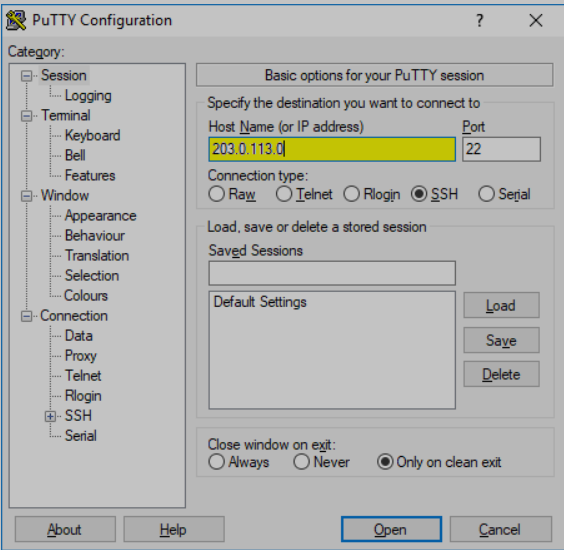 PuTTY Configuration
?
Category:
Session
Logging
Terminal
Keyboard
Bell
Features
Window
Appearance
Behaviour
Translation
Selection
Colours
Connection
Data
Proxy
Telnet
Rlogin
SSH
Serial
Basic options for your PuTTY session
Specify the destination you want to connect to
Host Name (or IP address) Port
203.0.113.0 22
Connection type:
Raw Telnet Rlogin SSH Serial
Load, save or delete a stored session
Saved Sessions
Default Settings
Load
Save
Delete
Close window on exit:
Always Never Only on clean exit
About Help Open Cancel